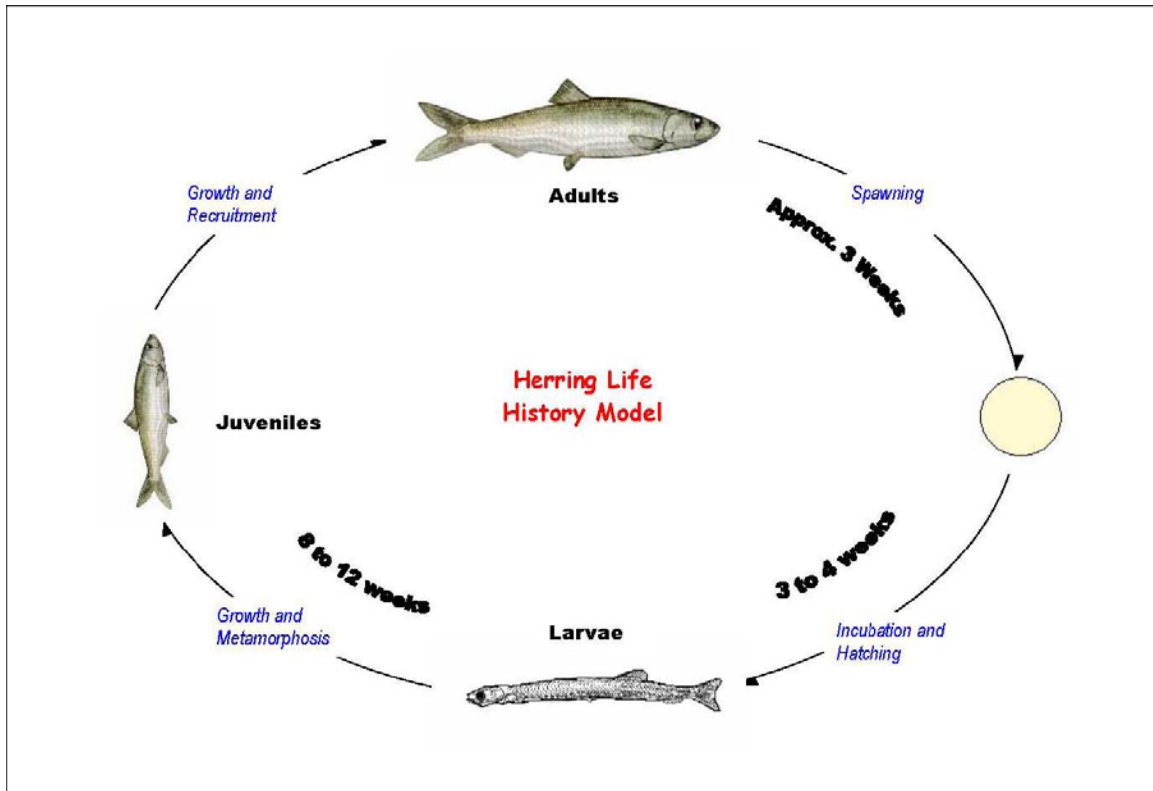 Adults
Spawning
Approx. 3 Weeks
Growth and
Recruitment
Herring Life
History Model
Juveniles
3 to 4 weeks
8 to 12 weeks
Growth and
Metamorphosis
Larvae
Incubation and
Hatching